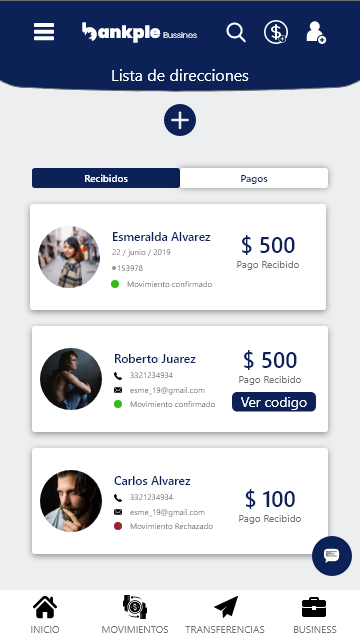 bankple Bussines
Lista de direcciones
Recibidos
Pagos
Esmeralda Alvarez
22 / junio / 2019
153978
Movimiento confirmado
$ 500
Pago Recibido
Roberto Juarez
3321234934
esme_19@gmail.com
Movimiento confirmado
$ 500
Pago Recibido
Ver codigo
Carlos Alvarez
3321234934
esme_19@gmail.com
Movimiento Rechazado
$ 100
Pago Recibido
INICIO
MOVIMIENTOS
TRANSFERENCIAS
BUSINESS